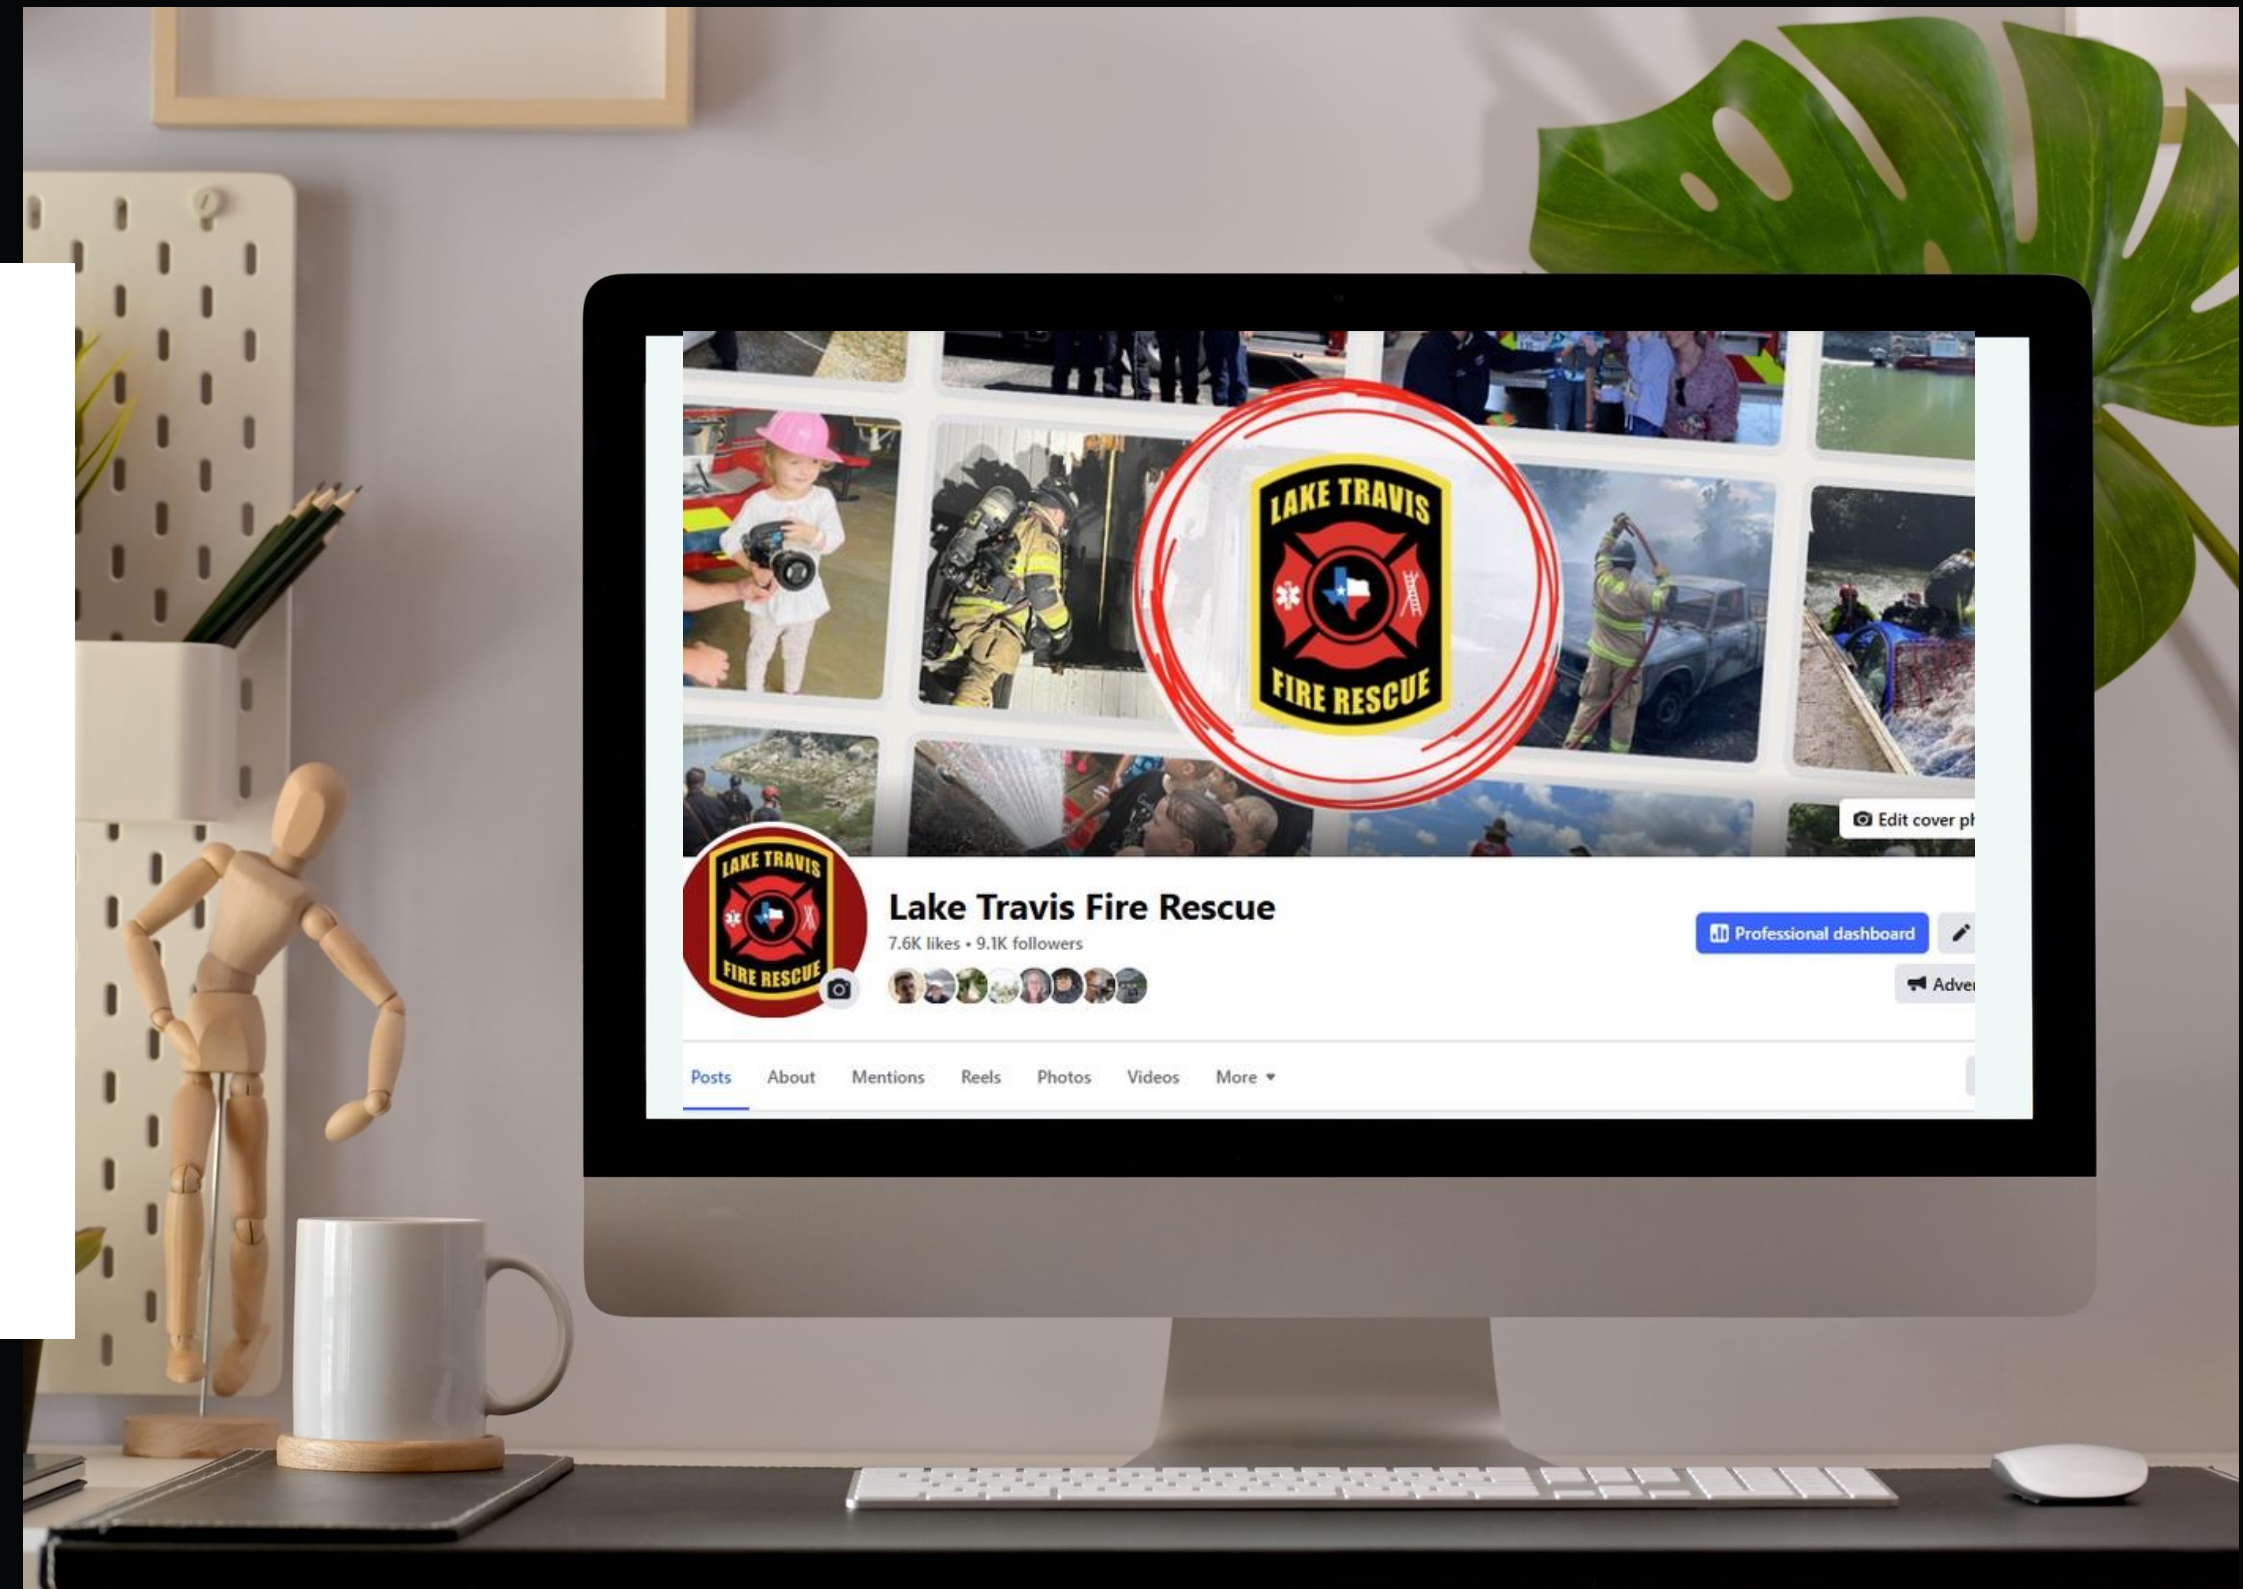 LAKE TRAVIS
FIRE RESCUE
Edit cover ph
LAKE TRAVIS
FIRE RESCUE
Lake Travis Fire Rescue
7.6K likes • 9.1K followers
Professional dashboard
Adver
Posts About Mentions Reels Photos Videos More